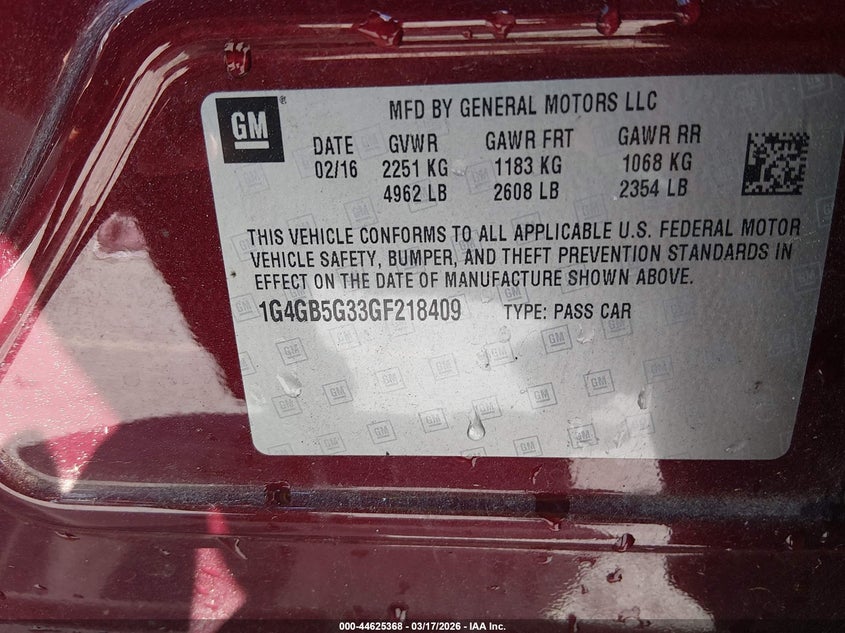 GM
®
MFD BY GENERAL MOTORS LLC
DATE GVWR GAWR FRT GAWR RR
02/16 2251 KG 1183 KG 1068 KG
4962 LB 2608 LB 2354 LB
THIS VEHICLE CONFORMS TO ALL APPLICABLE U.S. FEDERAL MOTOR
VEHICLE SAFETY, BUMPER, AND THEFT PREVENTION STANDARDS IN
EFFECT ON THE DATE OF MANUFACTURE SHOWN ABOVE.
1G4GB5G33GF218409 TYPE: PASS CAR
000-44625368 - 03/17/2026 - IAA Inc.